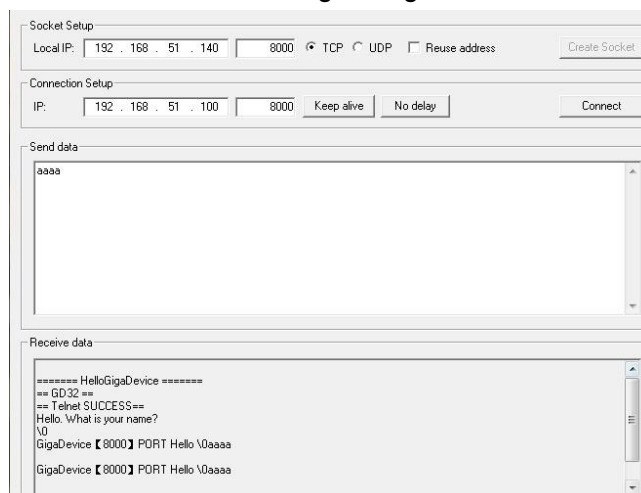 Socket Setup
Local IP: 192 . 168 . 51 . 140 8000 TCP UDP Reuse address Create Socket
Connection Setup
IP: 192 . 168 . 51 . 100 8000 Keep alive No delay Connect
Send data
aaaa
Receive data
======= HelloGigaDevice =======
== GD32 ==
== Telnet SUCCESS==
Hello. What is your name?
\0
GigaDevice【8000】PORT Hello \0aaaa
GigaDevice【8000】PORT Hello \0aaaa